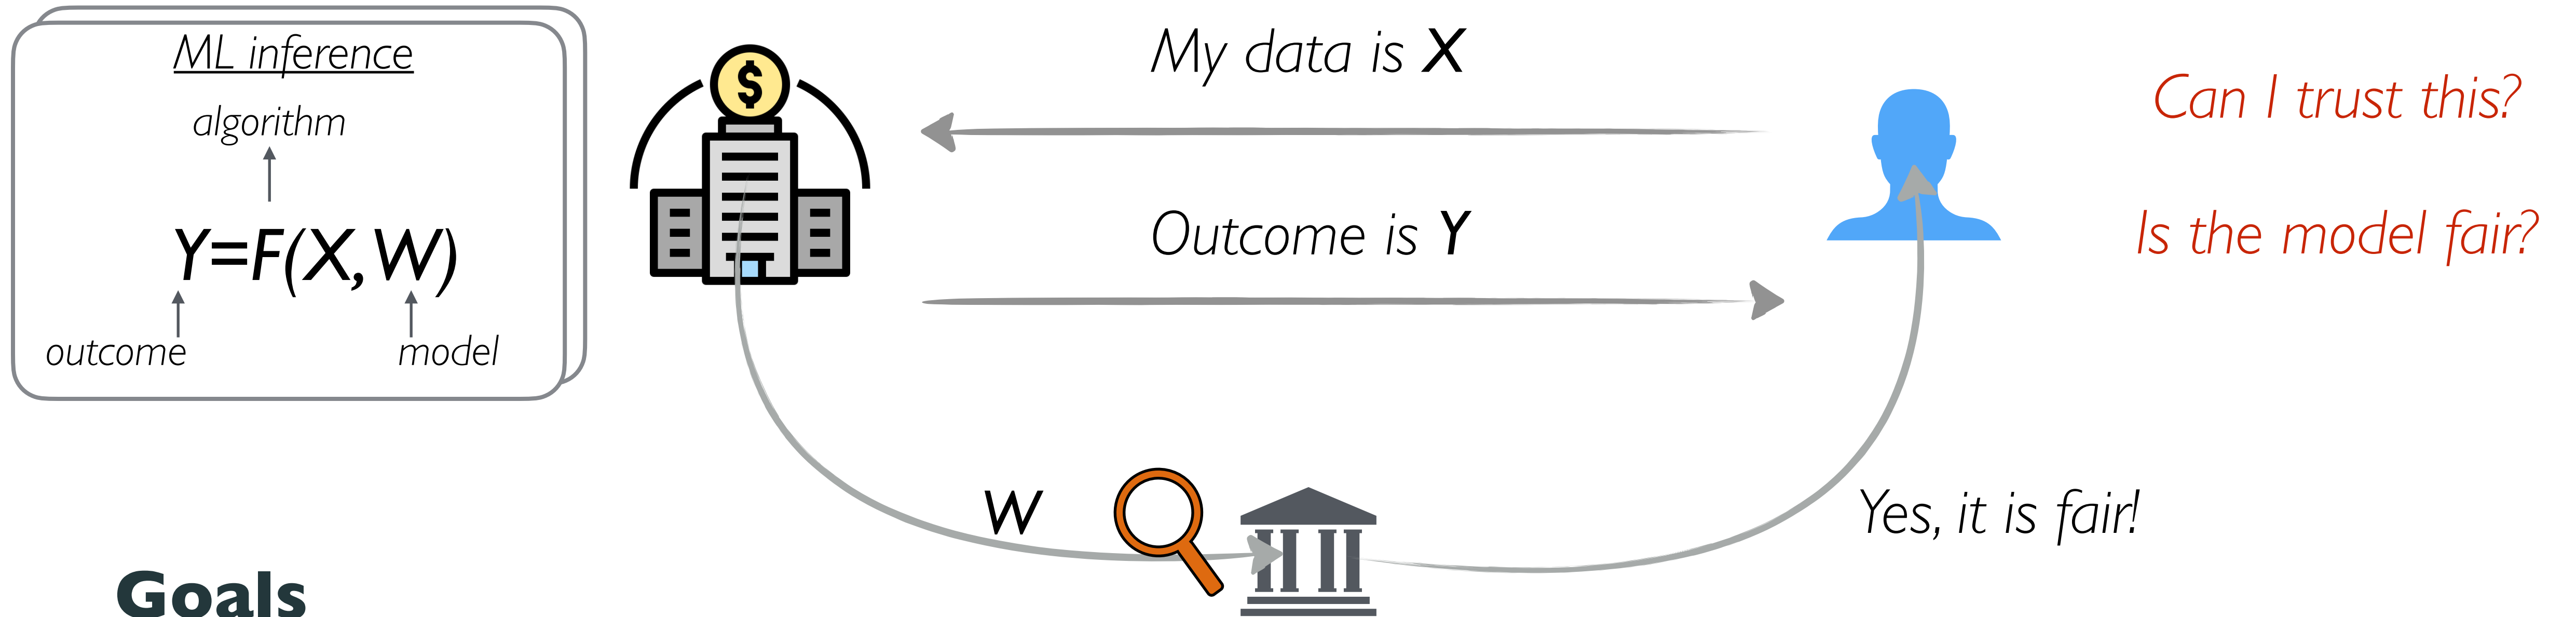 ML inference
algorithm
Y=F(X,W)
outcome
model
$
My data is X
Outcome is Y
Can I trust this?
Is the model fair?
W
Yes, it is fair!
Goals